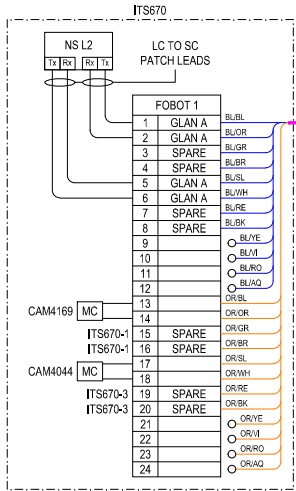 ITS670
NS L2
LC TO SC
PATCH LEADS
Tx Rx Rx Tx
FOBOT 1
1 GLAN A BL/BL
2 GLAN A BL/OR
3 SPARE BL/GR
4 SPARE BL/BR
5 GLAN A BL/SL
6 GLAN A BL/WH
7 SPARE BL/RE
8 SPARE BL/BK
9 BL/YE
10 BL/VI
11 BL/RO
12 BL/AQ
CAM4169 MC
13 OR/BL
14 OR/OR
ITS670-1 15 SPARE OR/GR
ITS670-1 16 SPARE OR/BR
CAM4044 MC
17 OR/SL
18 OR/WH
ITS670-3 19 SPARE OR/RE
ITS670-3 20 SPARE OR/BK
21 OR/YE
22 OR/VI
23 OR/RO
24 OR/AQ